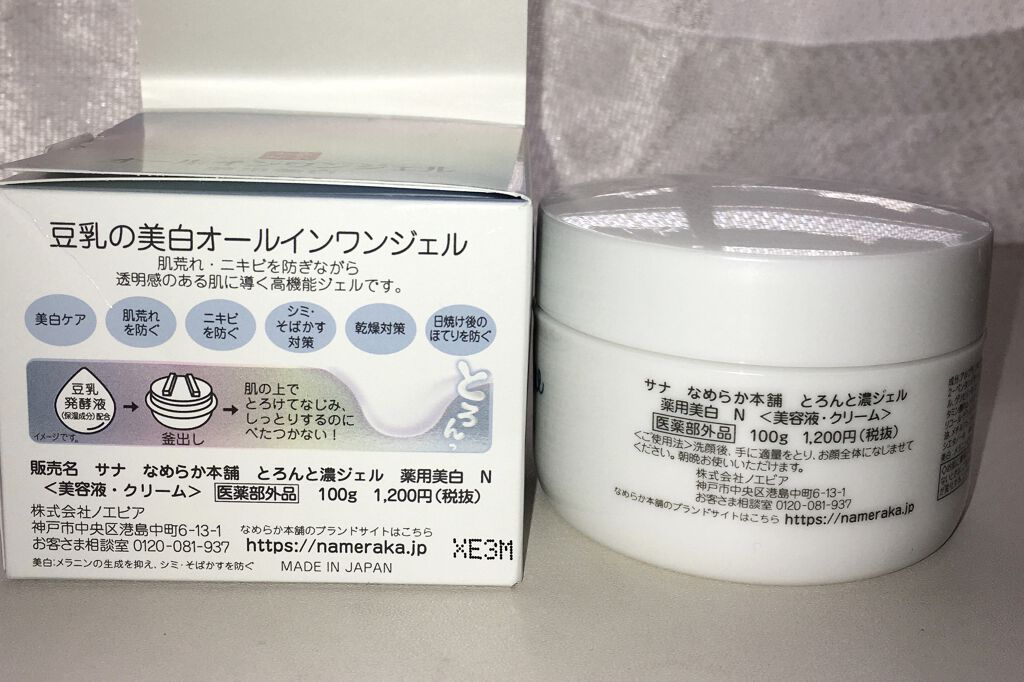 豆乳の美白オールインワンジェル
肌荒れ・ニキビを防ぎながら
透明感のある肌に導く高機能ジェルです。
美白ケア
肌荒れ
を防ぐ
ニキビ
を防ぐ
シミ・
そばかす
対策
乾燥対策
日焼け後の
ほてりを防ぐ
豆乳
発酵液
(保湿成分)配合
イメージです。
釜出し
肌の上で
とろけてなじみ、
しっとりするのに
べたつかない!
とろんっ
販売名 サナ なめらか本舗 とろんと濃ジェル 薬用美白 N
<美容液・クリーム> 医薬部外品 100g 1,200円(税抜)
株式会社ノエビア
神戸市中央区港島中町6-13-1
お客さま相談室 0120-081-937
なめらか本舗のブランドサイトはこちら
https://nameraka.jp
XE3M
美白:メラニンの生成を抑え、シミ・そばかすを防ぐ MADE IN JAPAN
サナ なめらか本舗 とろんと濃ジェル
薬用美白 N <美容液・クリーム>
医薬部外品 100g 1,200円(税抜)
<ご使用法>洗顔後、手に適量をとり、お顔全体になじませて
ください。朝晩お使いいただけます。
株式会社ノエビア
神戸市中央区港島中町6-13-1
お客さま相談室 0120-081-937
なめらか本舗のブランドサイトはこちら https://nameraka.jp